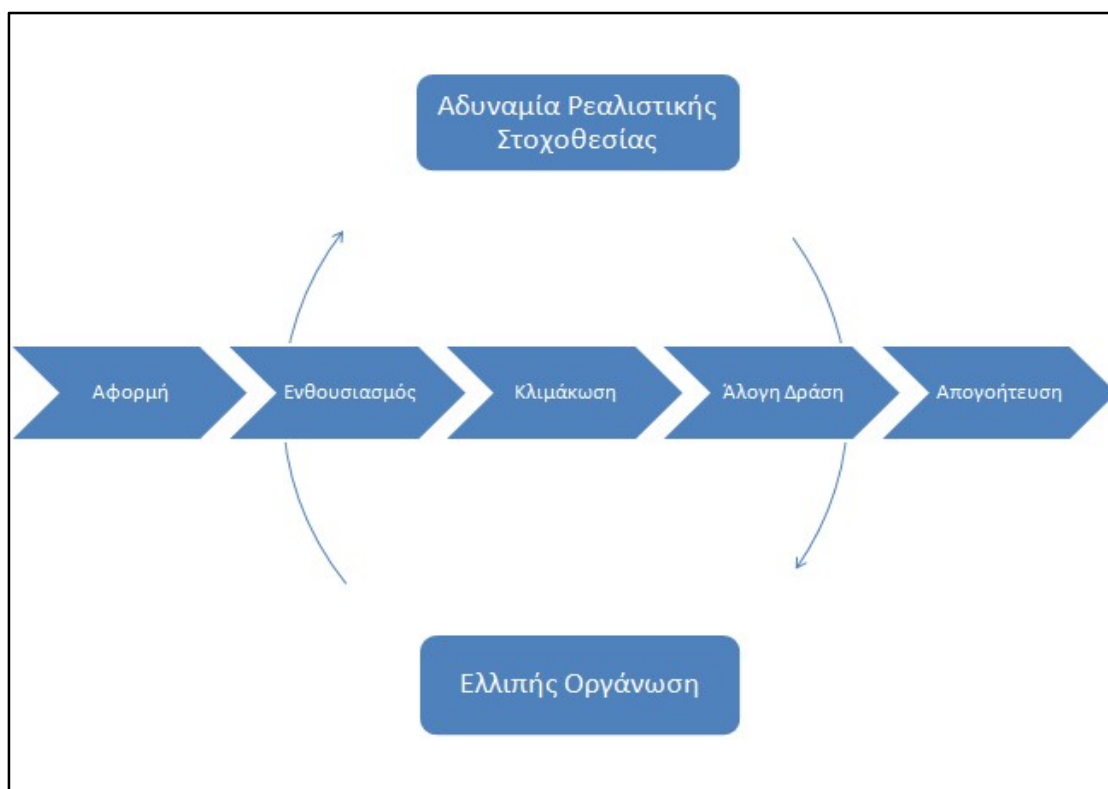 Αδυναμία Ρεαλιστικής
Στοχοθεσίας
Αφορμή
Ενθουσιασμός
Κλιμάκωση
Άλογη Δράση
Απογοήτευση
Ελλιπής Οργάνωση